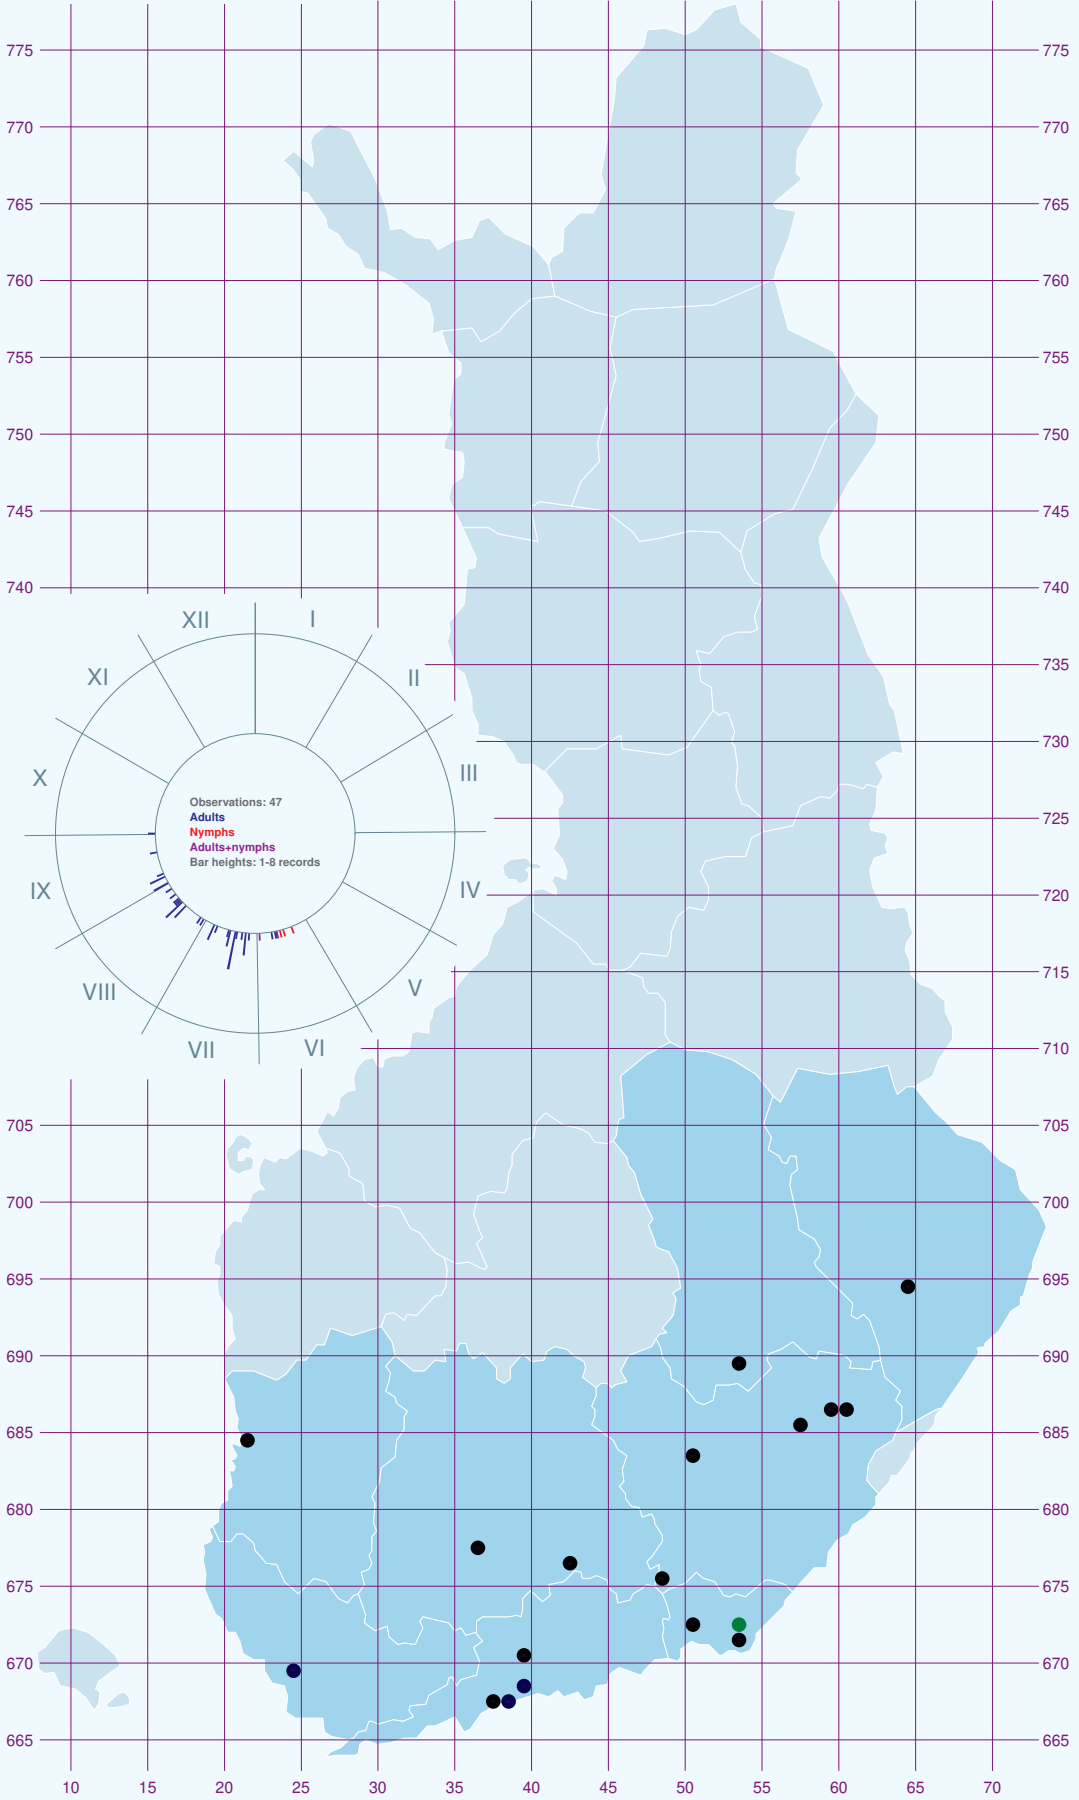 775 775
770 770
765 765
760 760
755 755
750 750
745 745
740 740
735
730
725
720
715
710
XII I
XI II
X III
Observations: 47
Adults
Nymphs
Adults+nymphs
Bar heights: 1-8 records
IX IV
VIII V
VII VI
705 705
700 700
695 695
690 690
685 685
680 680
675 675
670 670
665 665
10 15 20 25 30 35 40 45 50 55 60 65 70